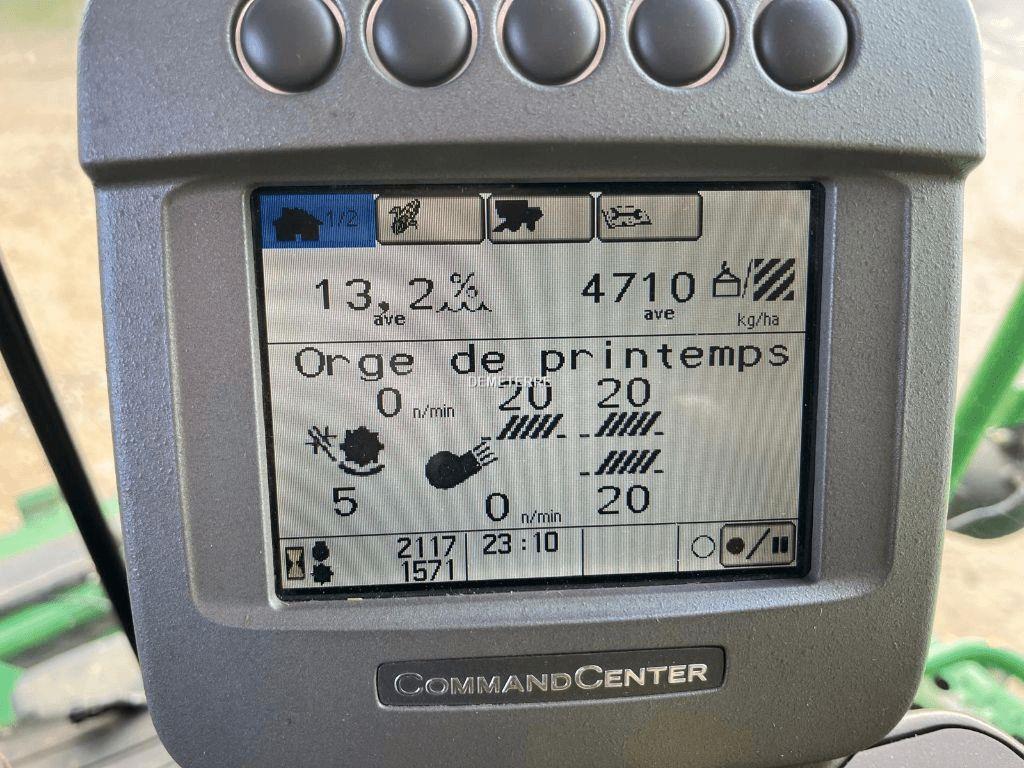 1/2
13,2 %
ave
4710
ave
kg/ha
Orge de printemps
DEMETERRE
0 n/min
20
20
5
0 n/min
20
2117
1571
23:10
COMMANDCENTER